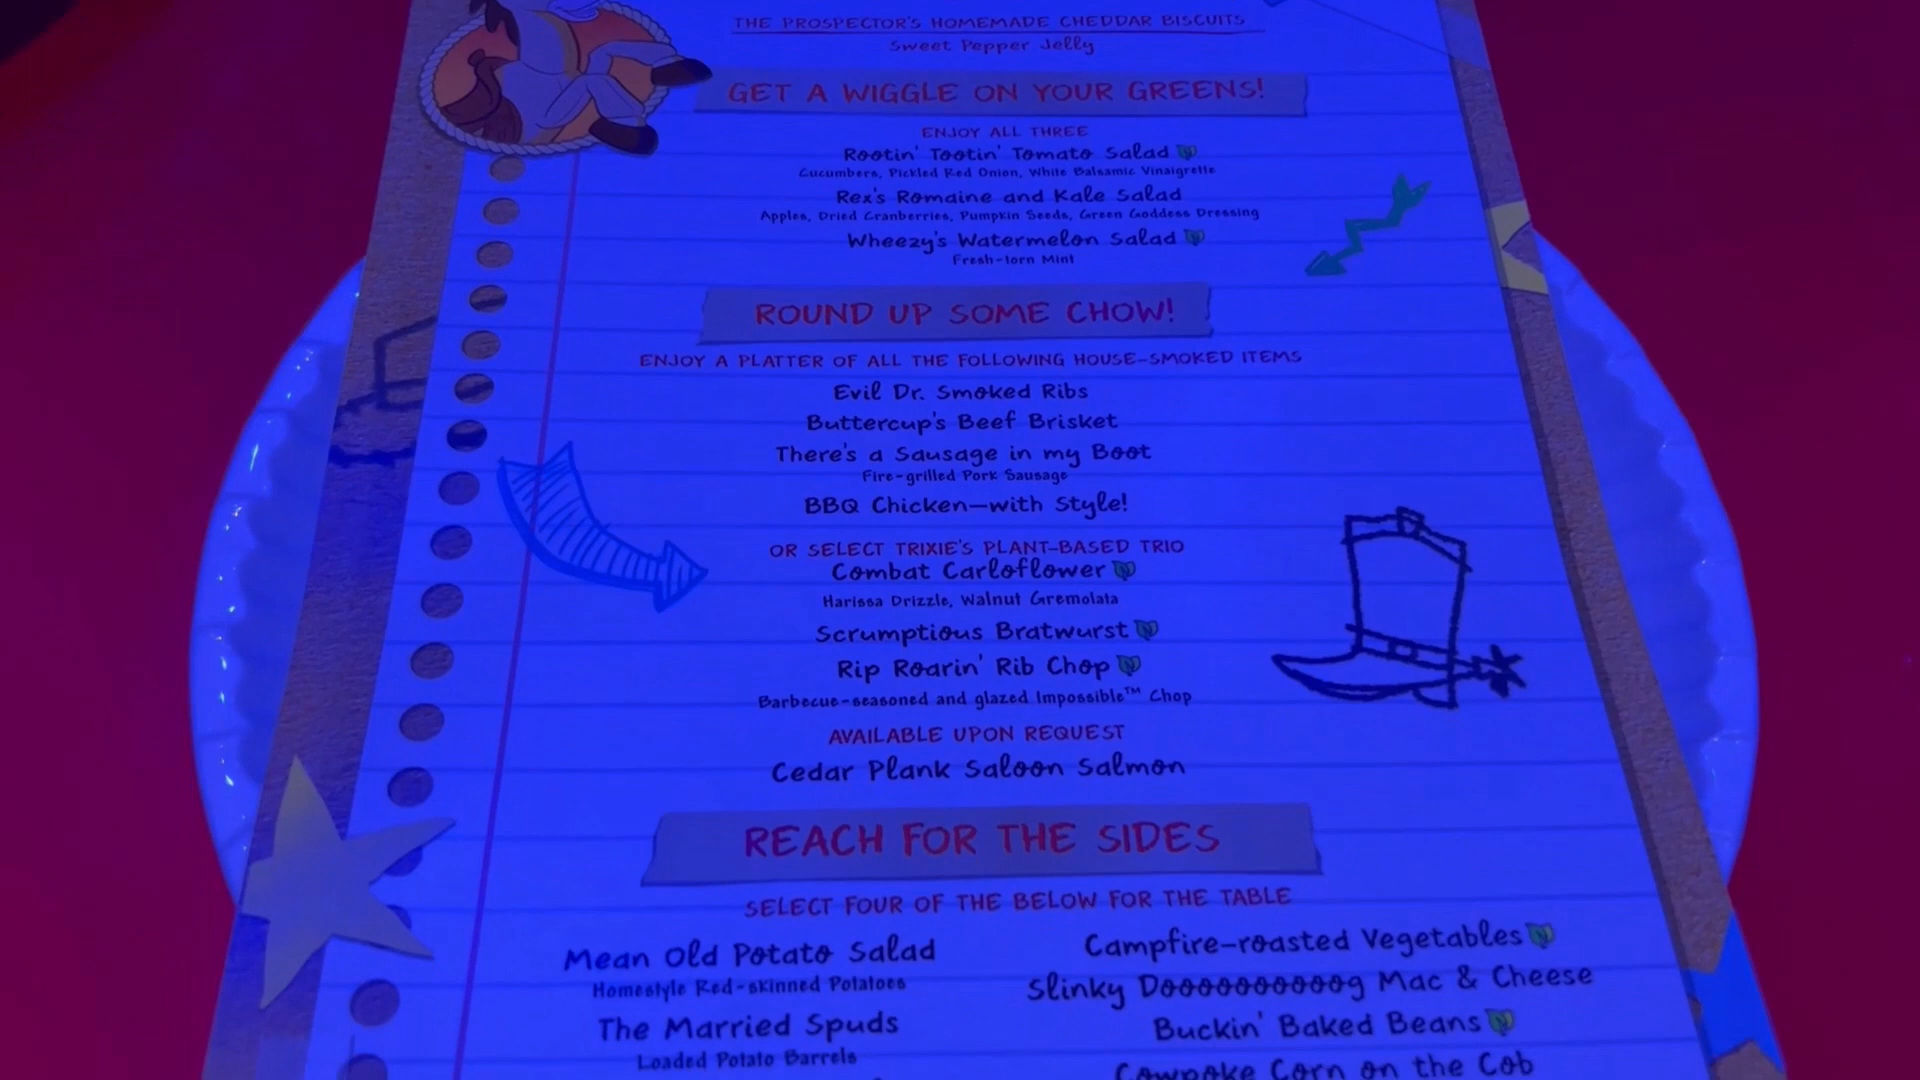 THE PROSPECTOR'S HOMEMADE CHEDDAR BISCUITS
Sweet Pepper Jelly
GET A WIGGLE ON YOUR GREENS!
ENJOY ALL THREE
Rootin' Tootin' Tomato Salad
Cucumbers, Pickled Red Onion, White Balsamic Vinaigrette
Rex's Romaine and Kale Salad
Apples, Dried Cranberries, Pumpkin Seeds, Green Goddess Dressing
Wheezy's Watermelon Salad
Fresh-torn Mint
ROUND UP SOME CHOW!
ENJOY A PLATTER OF ALL THE FOLLOWING HOUSE-SMOKED ITEMS
Evil Dr. Smoked Ribs
Buttercup's Beef Brisket
There's a Sausage in my Boot
Fire-grilled Pork Sausage
BBQ Chicken—with Style!
OR SELECT TRIXIE'S PLANT-BASED TRIO
Combat Carloflower
Harissa Drizzle, Walnut Gremolata
Scrumptious Bratwurst
Rip Roarin' Rib Chop
Barbecue-seasoned and glazed Impossible™ Chop
AVAILABLE UPON REQUEST
Cedar Plank Saloon Salmon
REACH FOR THE SIDES
SELECT FOUR OF THE BELOW FOR THE TABLE
Mean Old Potato Salad
Homestyle Red-skinned Potatoes
The Married Spuds
Loaded Potato Barrels
Campfire-roasted Vegetables
Slinky Doooooooooog Mac & Cheese
Buckin' Baked Beans
Cowpoke Corn on the Cob